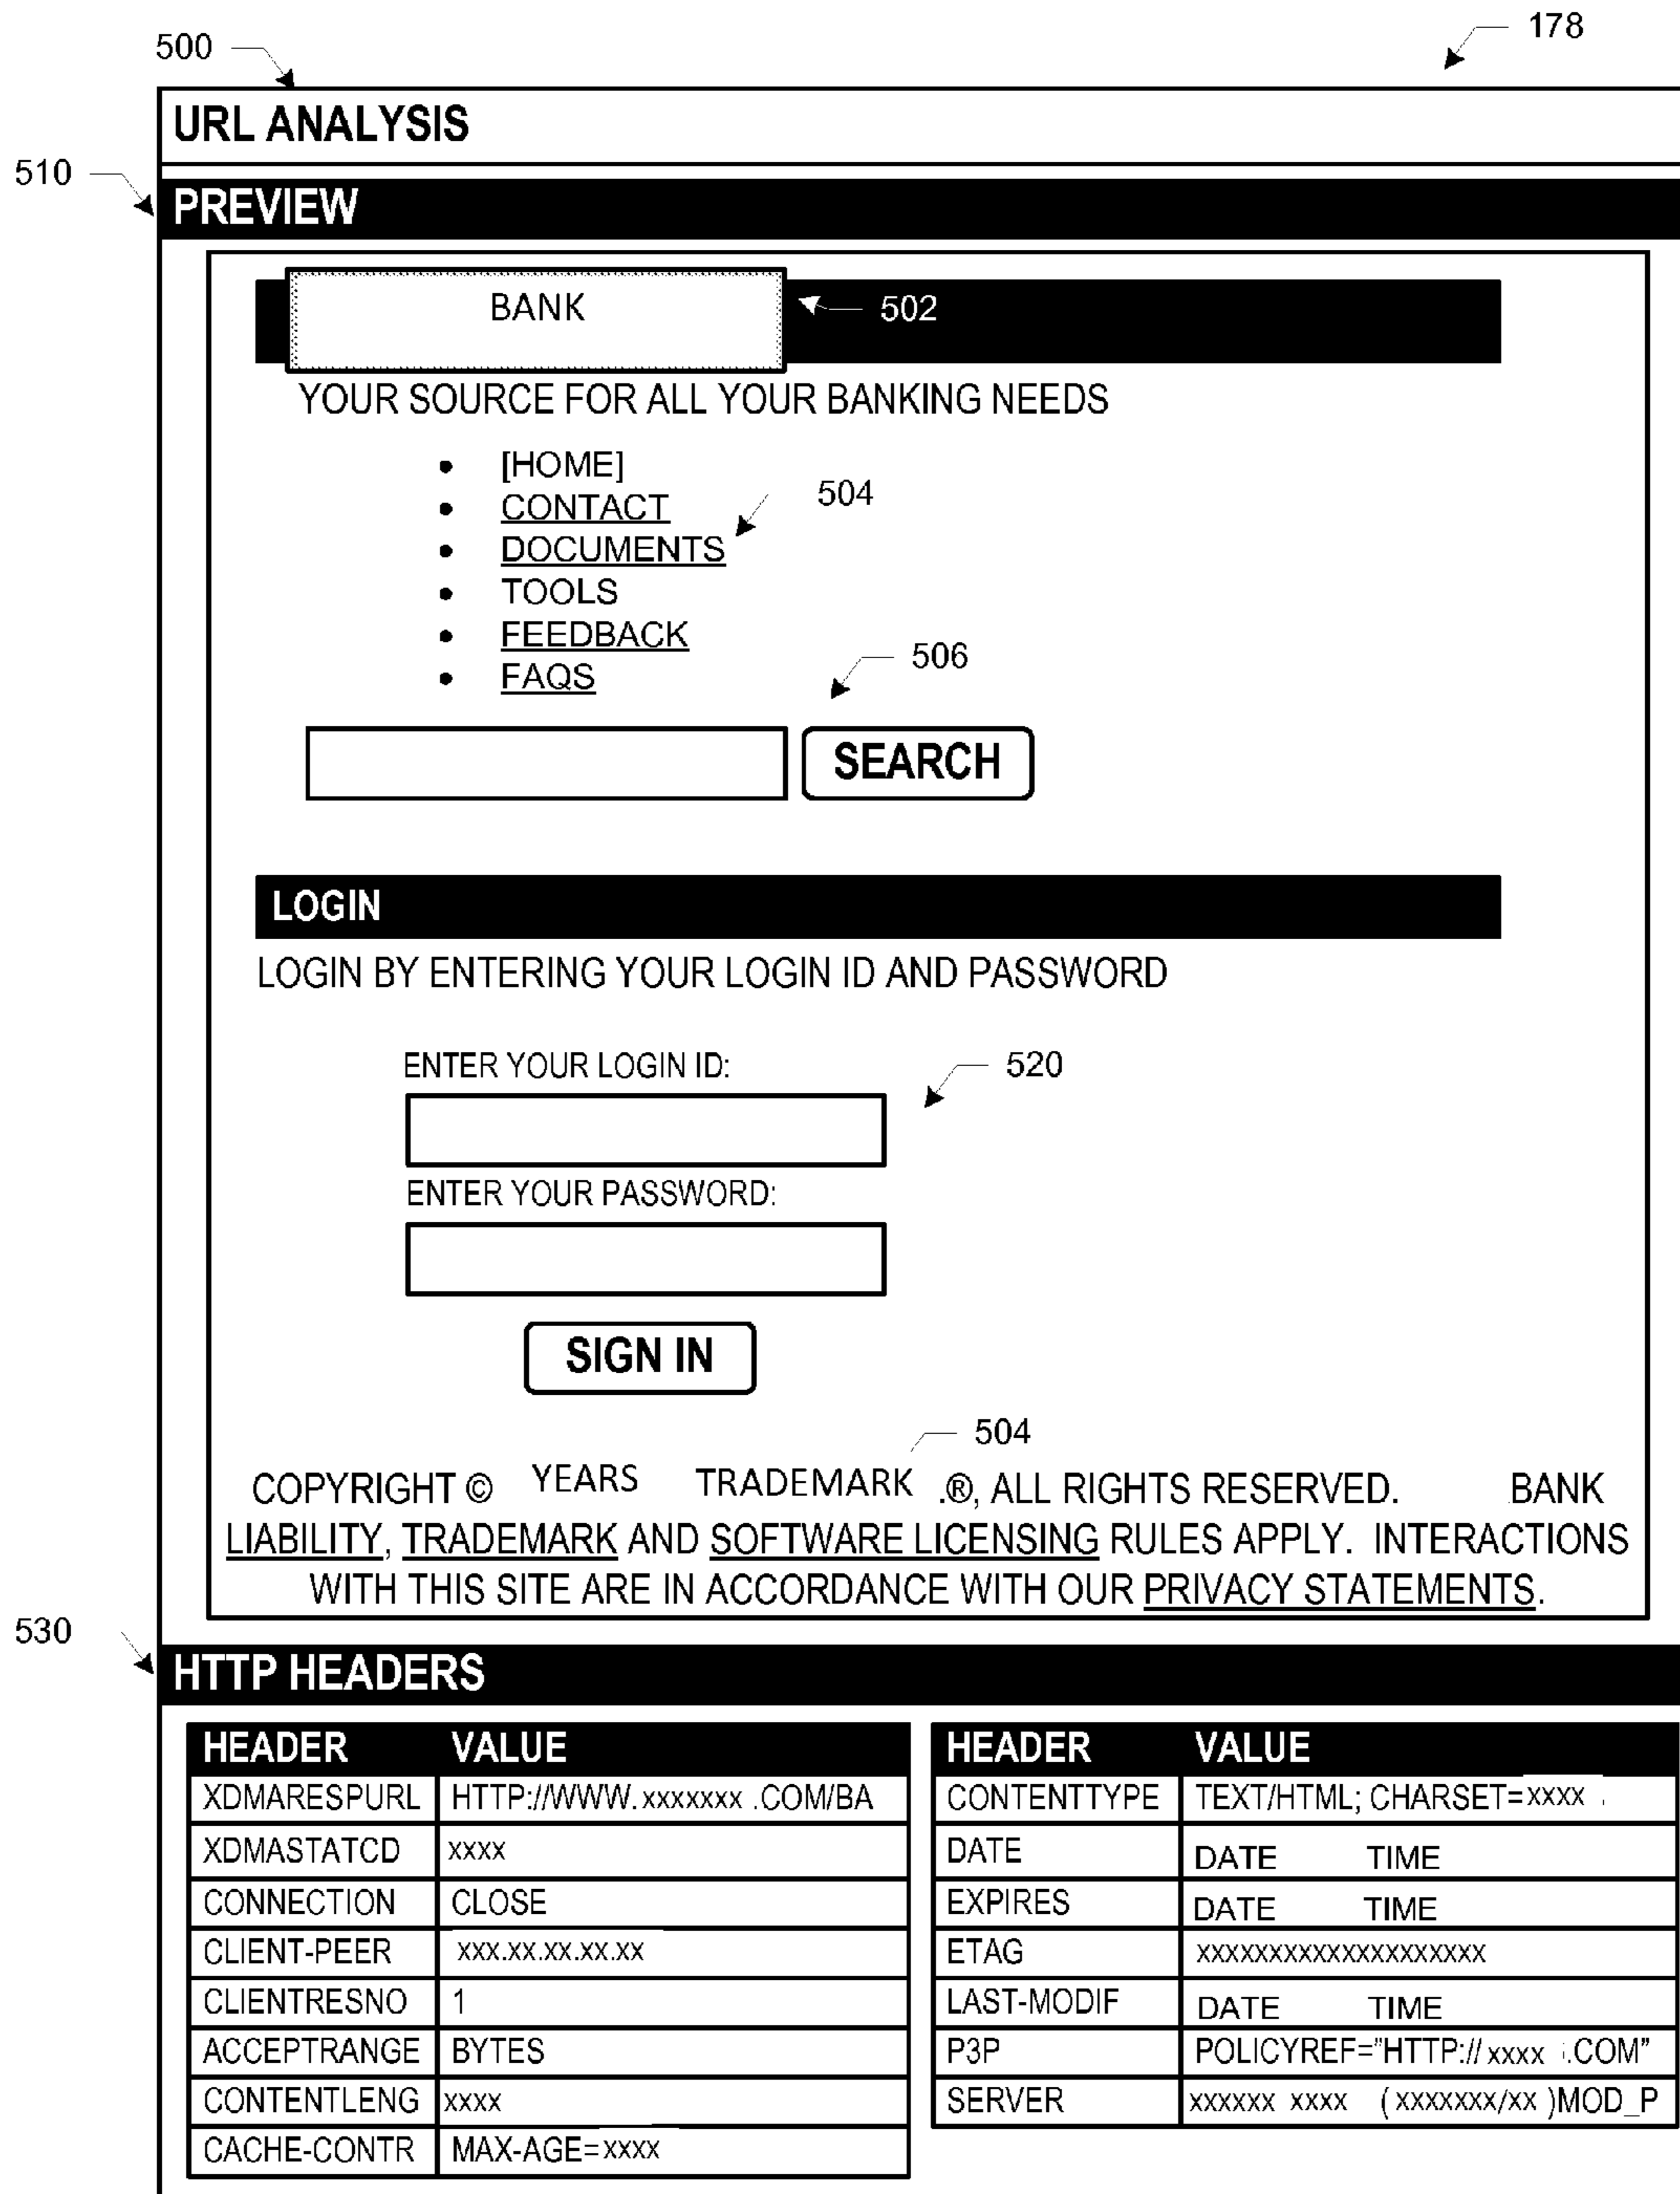 178
500
URL ANALYSIS
510
PREVIEW
BANK
502
YOUR SOURCE FOR ALL YOUR BANKING NEEDS
• [HOME]
• CONTACT
504
• DOCUMENTS
• TOOLS
• FEEDBACK
506
• FAQS
SEARCH
LOGIN
LOGIN BY ENTERING YOUR LOGIN ID AND PASSWORD
ENTER YOUR LOGIN ID:
520
ENTER YOUR PASSWORD:
SIGN IN
504
COPYRIGHT © YEARS TRADEMARK .®, ALL RIGHTS RESERVED. BANK
LIABILITY, TRADEMARK AND SOFTWARE LICENSING RULES APPLY. INTERACTIONS
WITH THIS SITE ARE IN ACCORDANCE WITH OUR PRIVACY STATEMENTS.
530
HTTP HEADERS
HEADER VALUE
XDMARESPURL HTTP://WWW.xxxxxxx.COM/BA
XDMASTATCD xxxx
CONNECTION CLOSE
CLIENT-PEER xxx.xx.xx.xx.xx
CLIENTRESNO 1
ACCEPTRANGE BYTES
CONTENTLENG xxxx
CACHE-CONTR MAX-AGE=xxxx
HEADER VALUE
CONTENTTYPE TEXT/HTML; CHARSET=xxxx
DATE DATE TIME
EXPIRES DATE TIME
ETAG xxxxxxxxxxxxxxxxxxxx
LAST-MODIF DATE TIME
P3P POLICYREF="HTTP://xxxx .COM"
SERVER xxxxxx xxxx (xxxxxxx/xx)MOD_P